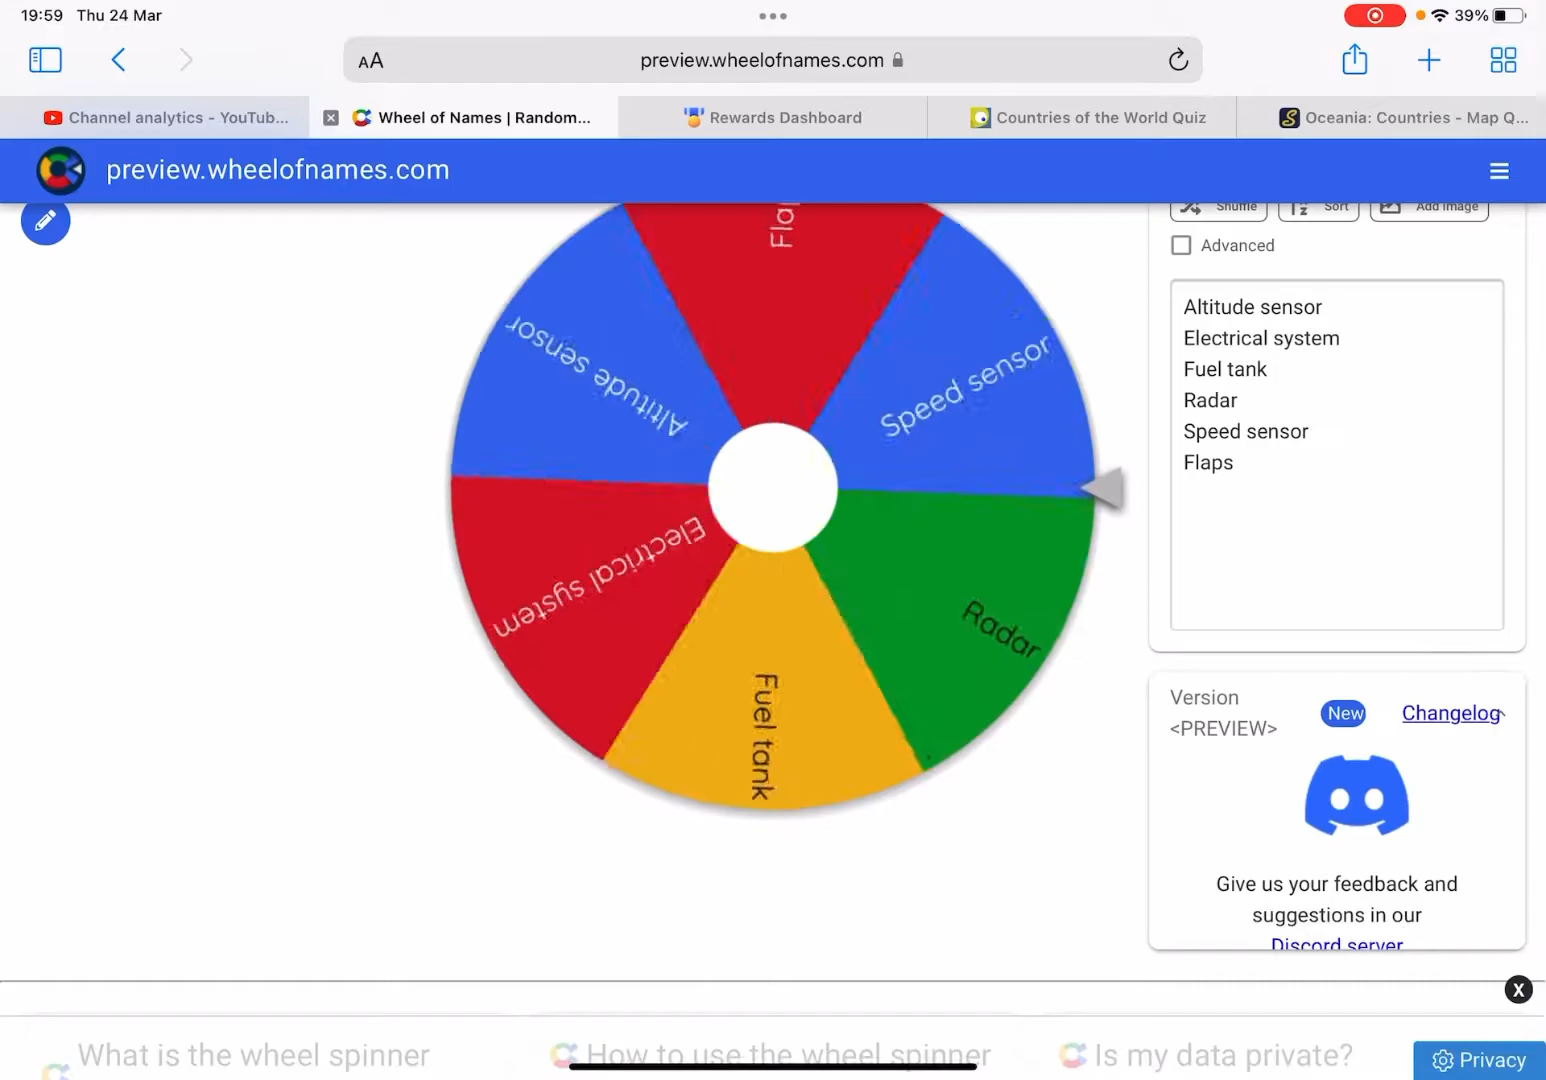 19:59 Thu 24 Mar
39%
AA preview.wheelofnames.com
Channel analytics - YouTub...
Wheel of Names | Random...
Rewards Dashboard
Countries of the World Quiz
Oceania: Countries - Map Q...
preview.wheelofnames.com
Shuffle
Sort
Add image
Advanced
Altitude sensor
Electrical system
Fuel tank
Radar
Speed sensor
Flaps
Flap
Speed sensor
Altitude sensor
Electrical system
Radar
Fuel tank
Version
<PREVIEW>
New
Changelog
Give us your feedback and
suggestions in our
Discord server
X
What is the wheel spinner
How to use the wheel spinner
Is my data private?
Privacy